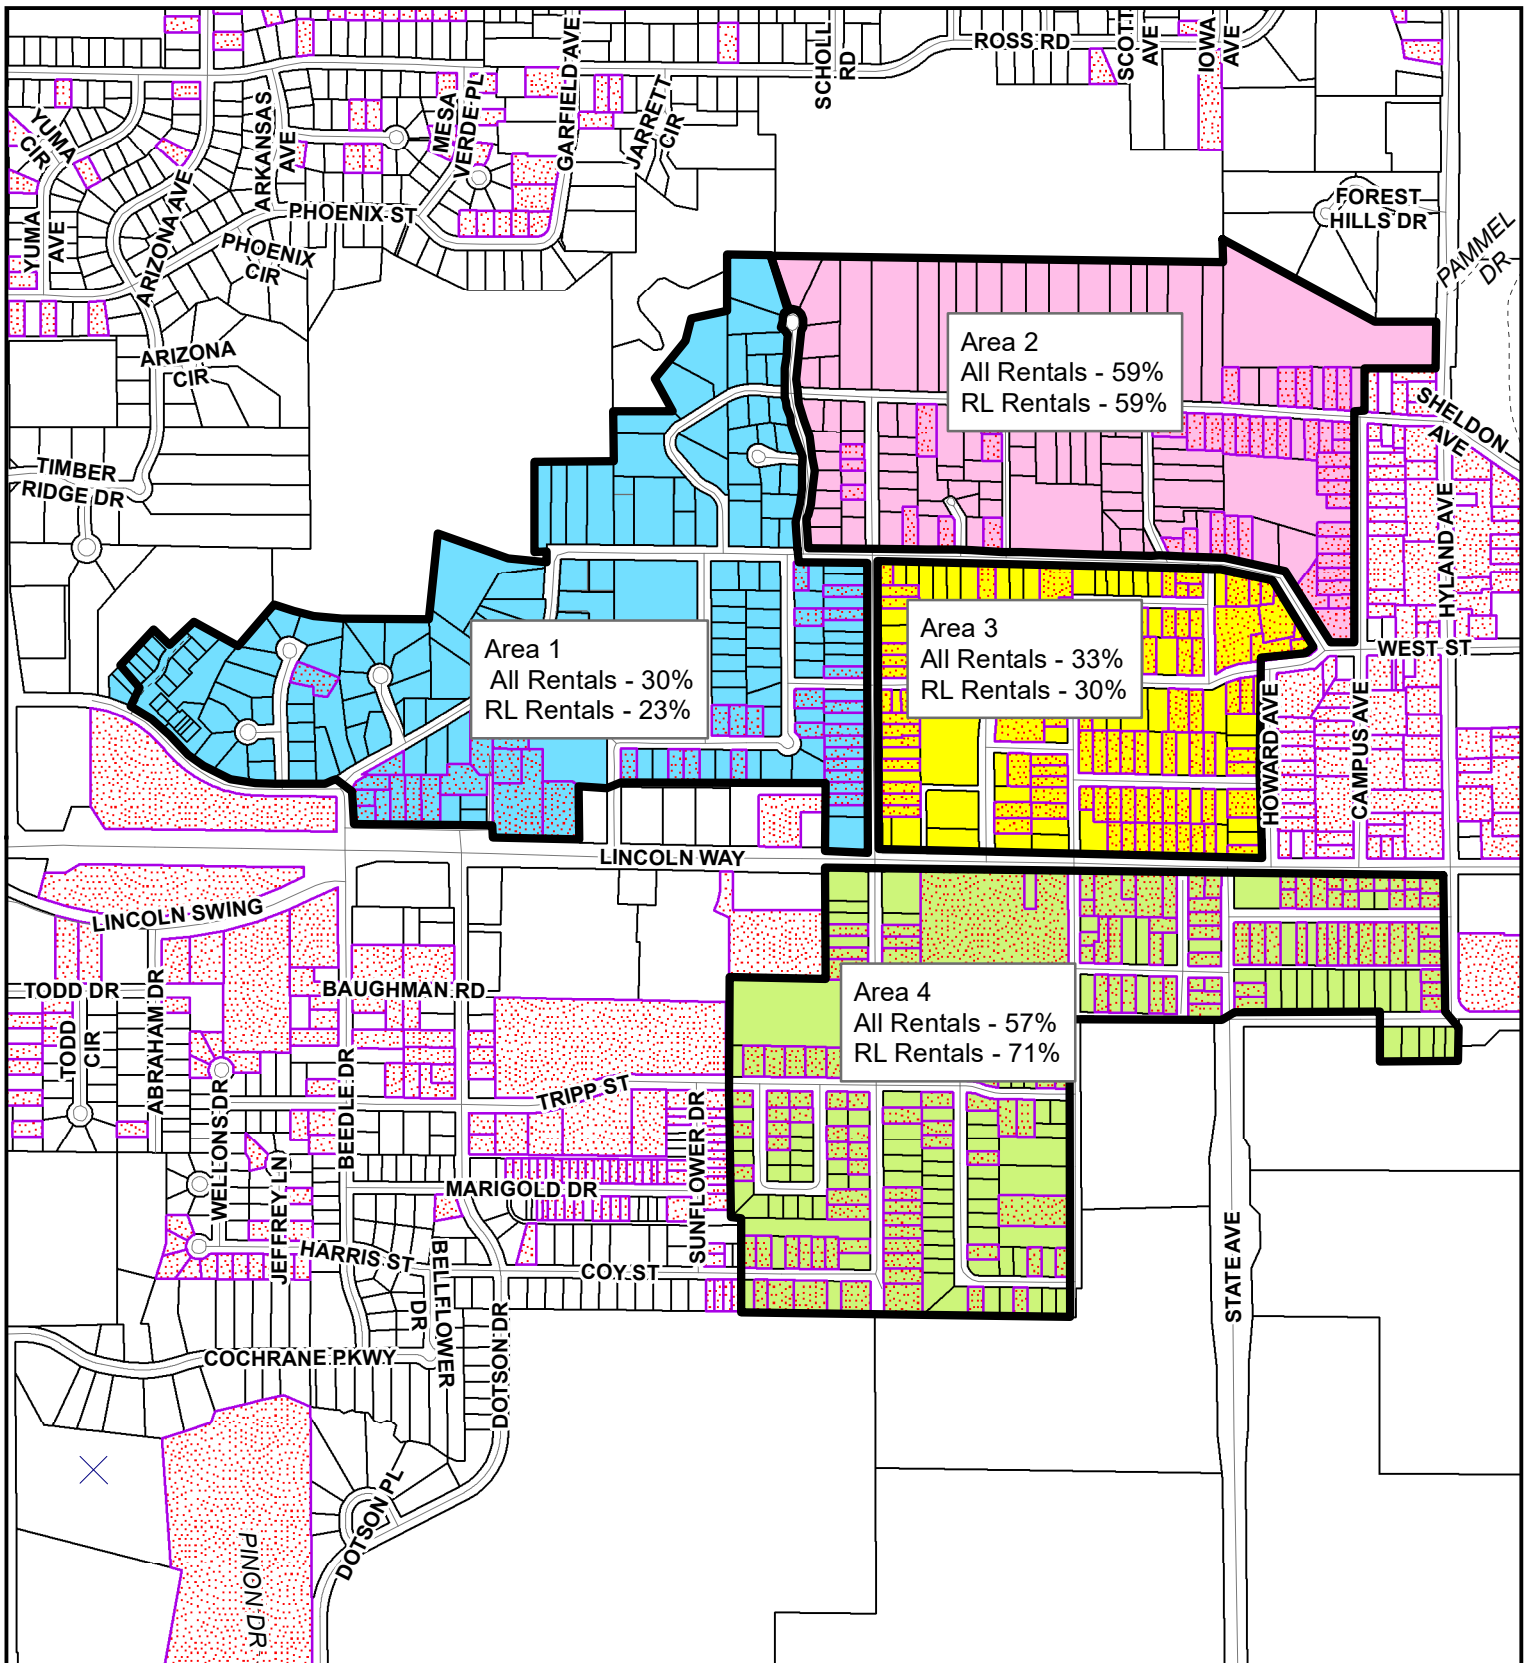 SCHOLL
RD
ROSS RD
SCOTT
AVE
IOWA
AVE
GARFIELD AVE
MESA
VERDE PL
JARRETT
CIR
ARKANSAS
AVE
YUMA
CIR
YUMA
AVE
ARIZONA AVE
PHOENIX ST
PHOENIX
CIR
FOREST
HILLS DR
PAMMEL
DR
ARIZONA
CIR
TIMBER
RIDGE DR
Area 2
All Rentals - 59%
RL Rentals - 59%
SHELDON
AVE
HYLAND AVE
Area 1
All Rentals - 30%
RL Rentals - 23%
Area 3
All Rentals - 33%
RL Rentals - 30%
WEST ST
HOWARD AVE
CAMPUS AVE
LINCOLN WAY
LINCOLN SWING
TODD DR
TODD
CIR
ABRAHAM DR
BAUGHMAN RD
Area 4
All Rentals - 57%
RL Rentals - 71%
WELLONS DR
BEEDLE DR
TRIPP ST
SUNFLOWER DR
JEFFREY LN
MARIGOLD DR
HARRIS ST
BELLFLOWER
DR
COY ST
DOTSON DR
STATE AVE
COCHRANE PKWY
DOTSON PL
PINON DR